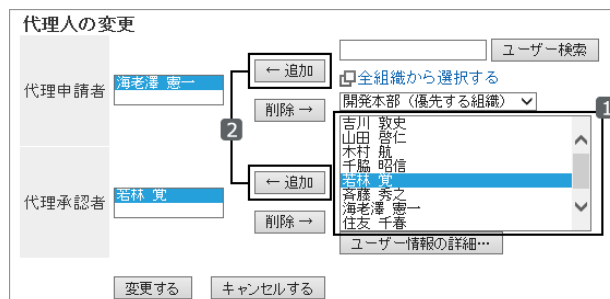 代理人の変更
ユーザー検索
全組織から選択する
開発本部（優先する組織）
代理申請者
海老澤 憲一
← 追加
削除 →
1
2
吉川 敦史
山田 啓仁
木村 航
千脇 昭信
若林 覚
斉藤 秀之
海老澤 憲一
住友 千春
代理承認者
若林 覚
← 追加
削除 →
ユーザー情報の詳細…
変更する
キャンセルする